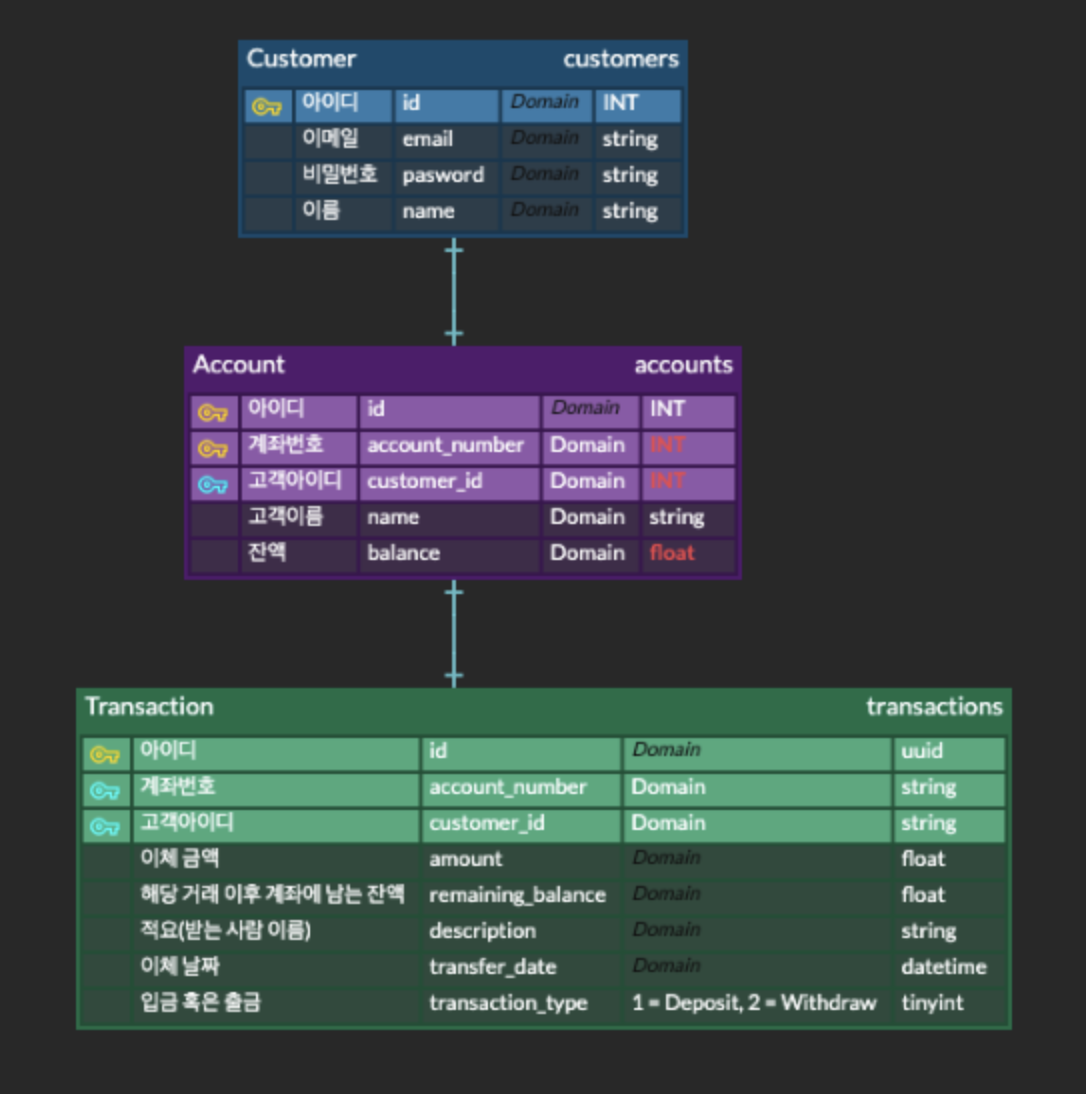 Customer customers
아이디 id Domain INT
이메일 email Domain string
비밀번호 pasword Domain string
이름 name Domain string
Account accounts
아이디 id Domain INT
계좌번호 account_number Domain INT
고객아이디 customer_id Domain INT
고객이름 name Domain string
잔액 balance Domain float
Transaction transactions
아이디 id Domain uuid
계좌번호 account_number Domain string
고객아이디 customer_id Domain string
이체 금액 amount Domain float
해당 거래 이후 계좌에 남는 잔액 remaining_balance Domain float
적요(받는 사람 이름) description Domain string
이체 날짜 transfer_date Domain datetime
입금 혹은 출금 transaction_type 1 = Deposit, 2 = Withdraw tinyint